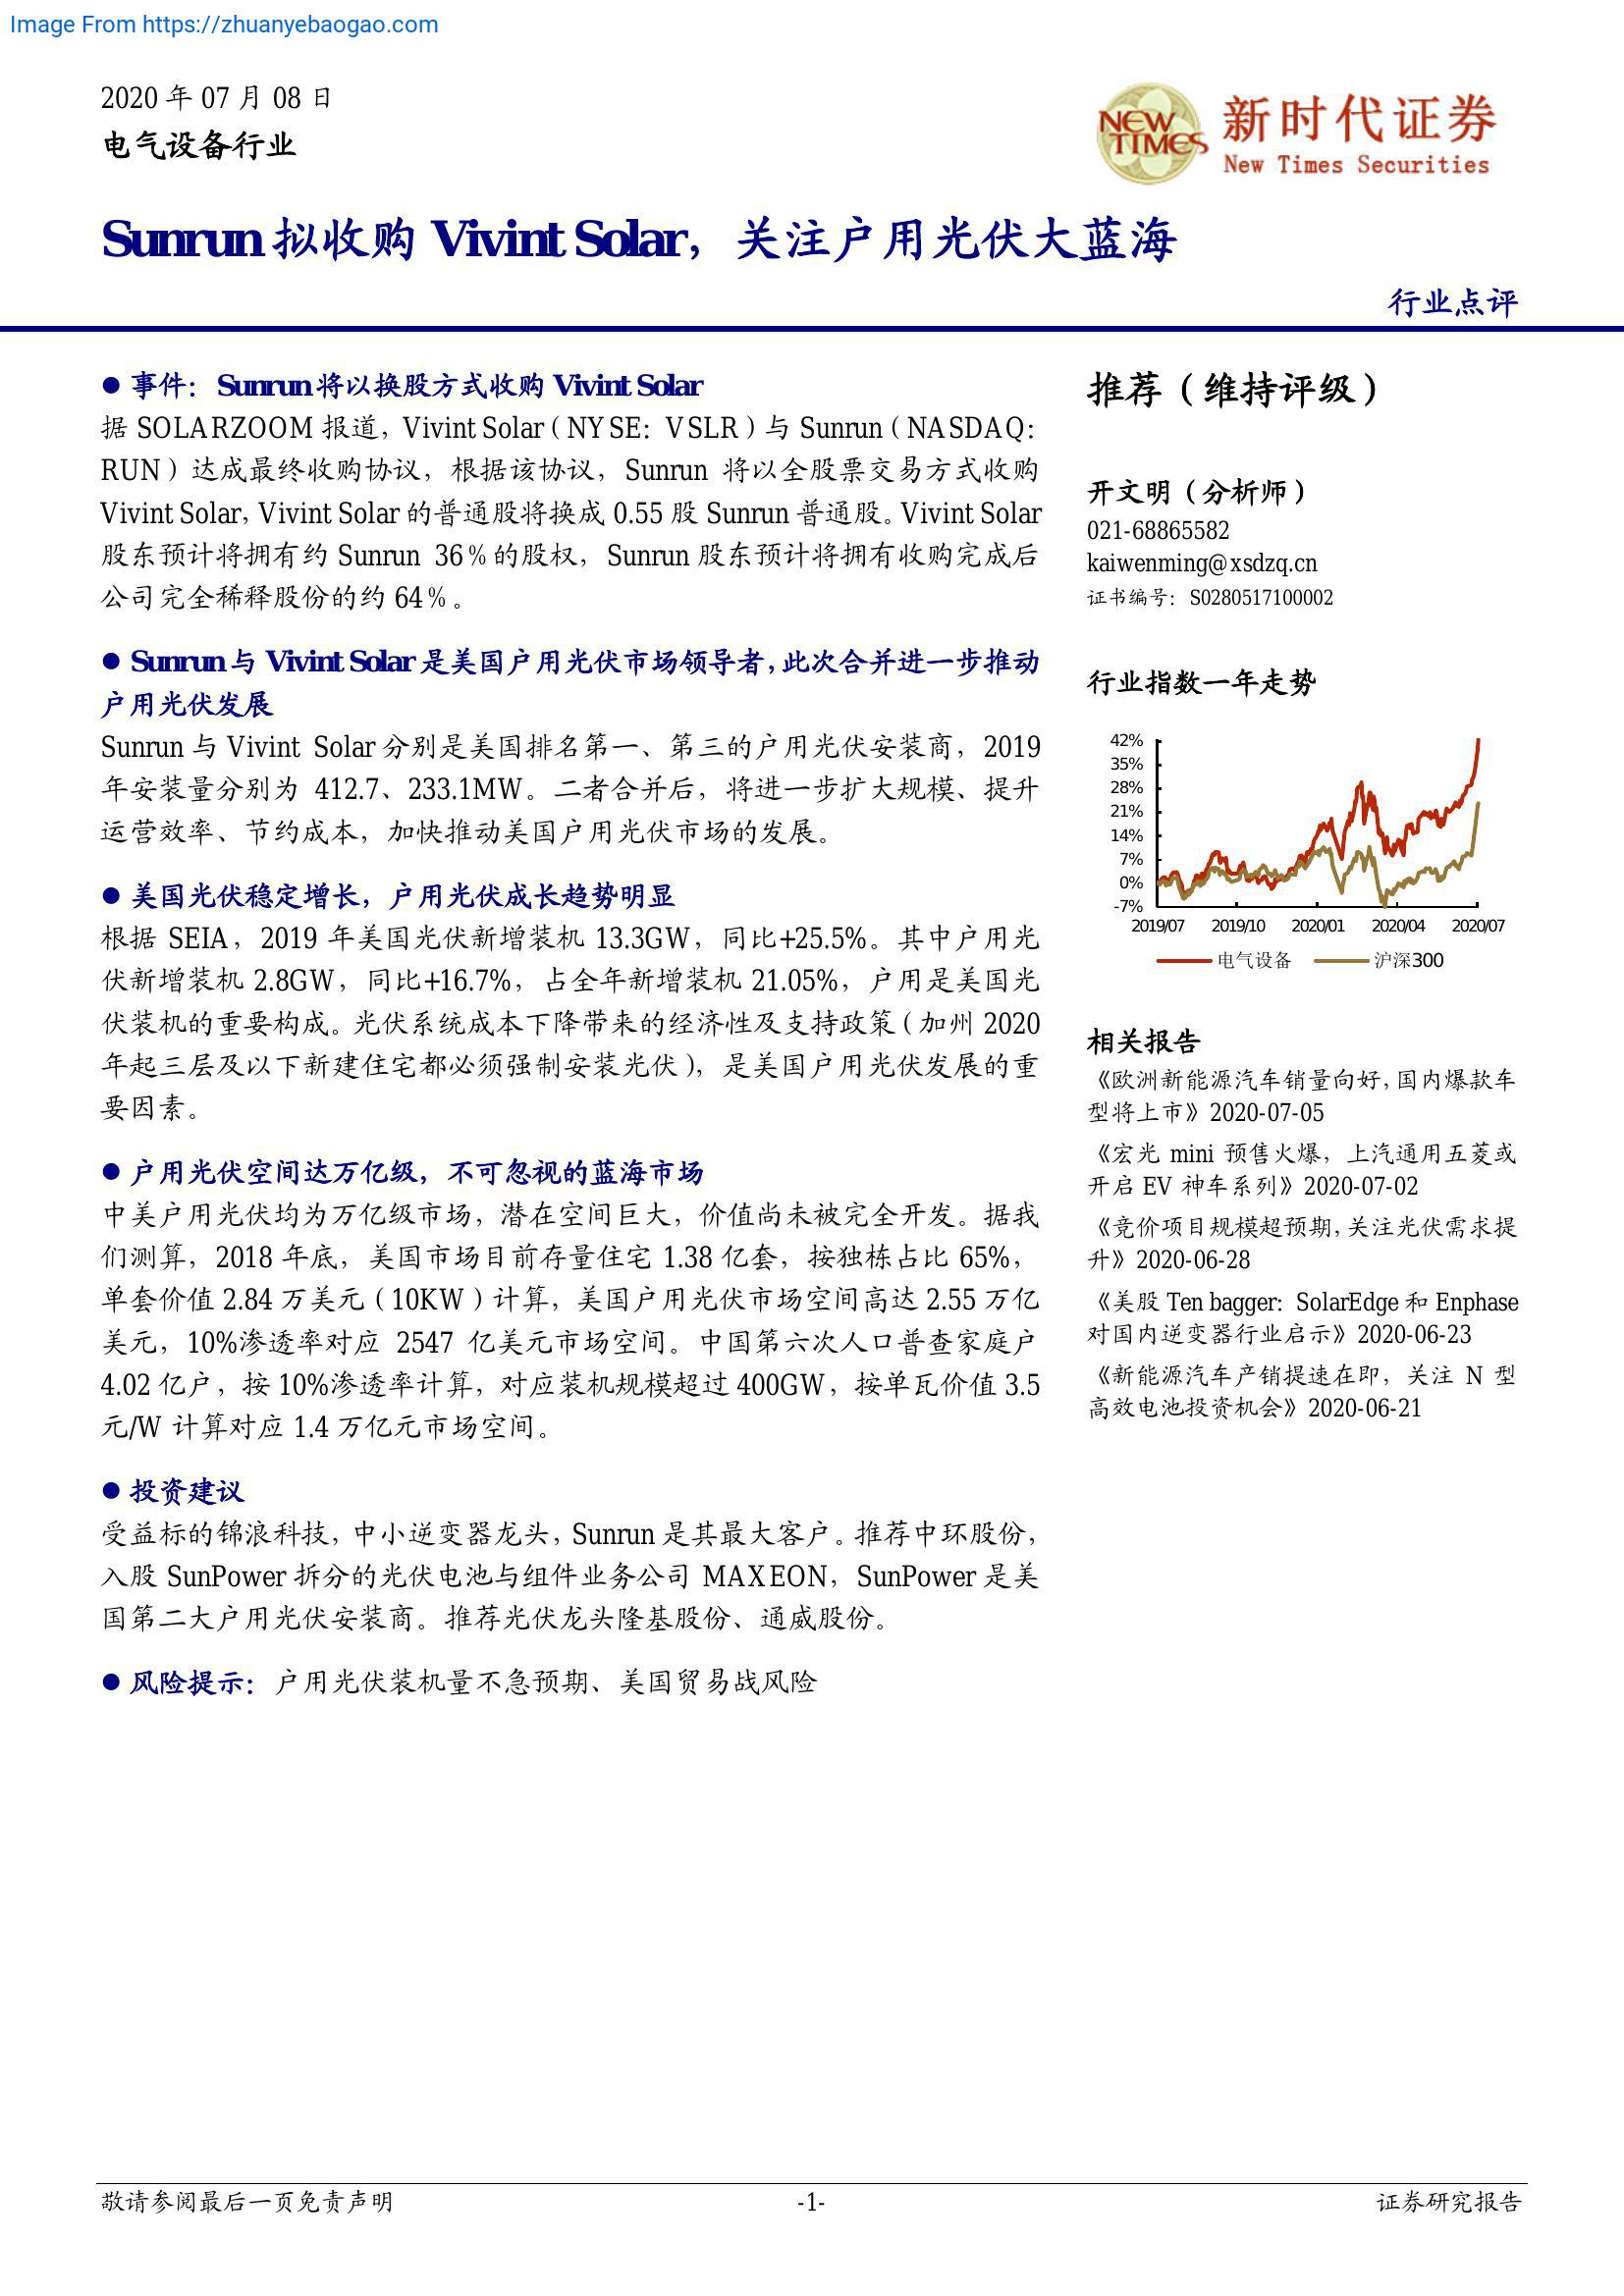 Image From https://zhuanyebaogao.com
2020 年 07 月 08 日
电气设备行业
NEW TIMES
新时代证券
New Times Securities
Sunrun 拟收购 Vivint Solar，关注户用光伏大蓝海
行业点评
● 事件：Sunrun 将以换股方式收购 Vivint Solar
据 SOLARZOOM 报道，Vivint Solar（NYSE：VSLR）与 Sunrun（NASDAQ：
RUN）达成最终收购协议，根据该协议，Sunrun 将以全股票交易方式收购
Vivint Solar，Vivint Solar 的普通股将换成 0.55 股 Sunrun 普通股。Vivint Solar
股东预计将拥有约 Sunrun 36%的股权，Sunrun 股东预计将拥有收购完成后
公司完全稀释股份的约 64%。
● Sunrun 与 Vivint Solar 是美国户用光伏市场领导者，此次合并进一步推动
户用光伏发展
Sunrun 与 Vivint Solar 分别是美国排名第一、第三的户用光伏安装商，2019
年安装量分别为 412.7、233.1MW。二者合并后，将进一步扩大规模、提升
运营效率、节约成本，加快推动美国户用光伏市场的发展。
● 美国光伏稳定增长，户用光伏成长趋势明显
根据 SEIA，2019 年美国光伏新增装机 13.3GW，同比+25.5%。其中户用光
伏新增装机 2.8GW，同比+16.7%，占全年新增装机 21.05%，户用是美国光
伏装机的重要构成。光伏系统成本下降带来的经济性及支持政策（加州 2020
年起三层及以下新建住宅都必须强制安装光伏），是美国户用光伏发展的重
要因素。
● 户用光伏空间达万亿级，不可忽视的蓝海市场
中美户用光伏均为万亿级市场，潜在空间巨大，价值尚未被完全开发。据我
们测算，2018 年底，美国市场目前存量住宅 1.38 亿套，按独栋占比 65%，
单套价值 2.84 万美元（10KW）计算，美国户用光伏市场空间高达 2.55 万亿
美元，10%渗透率对应 2547 亿美元市场空间。中国第六次人口普查家庭户
4.02 亿户，按 10%渗透率计算，对应装机规模超过 400GW，按单瓦价值 3.5
元/W 计算对应 1.4 万亿元市场空间。
● 投资建议
受益标的锦浪科技，中小逆变器龙头，Sunrun 是其最大客户。推荐中环股份，
入股 SunPower 拆分的光伏电池与组件业务公司 MAXEON，SunPower 是美
国第二大户用光伏安装商。推荐光伏龙头隆基股份、通威股份。
● 风险提示：户用光伏装机量不急预期、美国贸易战风险
推荐（维持评级）
开文明（分析师）
021-68865582
kaiwenming@xsdzq.cn
证书编号：S0280517100002
行业指数一年走势
42%
35%
28%
21%
14%
7%
0%
-7%
2019/07 2019/10 2020/01 2020/04 2020/07
电气设备 沪深300
相关报告
《欧洲新能源汽车销量向好，国内爆款车
型将上市》2020-07-05
《宏光 mini 预售火爆，上汽通用五菱或
开启 EV 神车系列》2020-07-02
《竞价项目规模超预期，关注光伏需求提
升》2020-06-28
《美股 Ten bagger：SolarEdge 和 Enphase
对国内逆变器行业启示》2020-06-23
《新能源汽车产销提速在即，关注 N 型
高效电池投资机会》2020-06-21
敬请参阅最后一页免责声明 -1- 证券研究报告